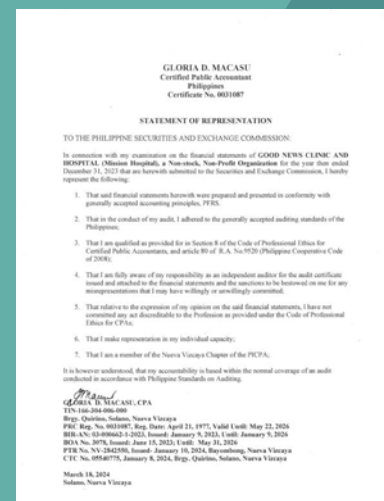 GLORIA D. MACASU
Certified Public Accountant
Philippines
Certificate No. 0031087
STATEMENT OF REPRESENTATION
TO THE PHILIPPINE SECURITIES AND EXCHANGE COMMISSION:
In connection with my examination on the financial statements of GOOD NEWS CLINIC AND
HOSPITAL (Mission Hospital), a Non-stock, Non-Profit Organization for the year then ended
December 31, 2023 that are herewith submitted to the Securities and Exchange Commission, I hereby
represent the following:
1. That said financial statements herewith were prepared and presented in conformity with
generally accepted accounting principles, PFRS.
2. That in the conduct of my audit, I adhered to the generally accepted auditing standards of the
Philippines;
3. That I am qualified as provided for in Section 8 of the Code of Professional Ethics for
Certified Public Accountants, and article 80 of R.A. No.9520 (Philippine Cooperative Code
of 2008);
4. That I am fully aware of my responsibility as an independent auditor for the audit certificate
issued and attached to the financial statements and the sanctions to be bestowed on me for any
misrepresentations that I may have willingly or unwillingly committed;
5. That relative to the expression of my opinion on the said financial statements, I have not
committed any act discreditable to the Profession as provided under the Code of Professional
Ethics for CPAs;
6. That I make representation in my individual capacity;
7. That I am a member of the Nueva Vizcaya Chapter of the PICPA;
It is however understood, that my accountability is based within the normal coverage of an audit
conducted in accordance with Philippine Standards on Auditing.
GLORIA D. MACASU, CPA
TIN-166-304-006-000
Brgy. Quirino, Solano, Nueva Vizcaya
PRC Reg. No. 0031087, Reg. Date: April 21, 1977, Valid Until: May 22, 2026
BIR-AN: 03-000662-1-2023, Issued: January 9, 2023, Until: January 9, 2026
BOA No. 3078, Issued: June 15, 2023; Until: May 31, 2026
PTR No. NV-2842550, Issued- January 10, 2024, Bayombong, Nueva Vizcaya
CTC No. 05540775, January 8, 2024, Brgy. Quirino, Solano, Nueva Vizcaya
March 18, 2024
Solano, Nueva Vizcaya